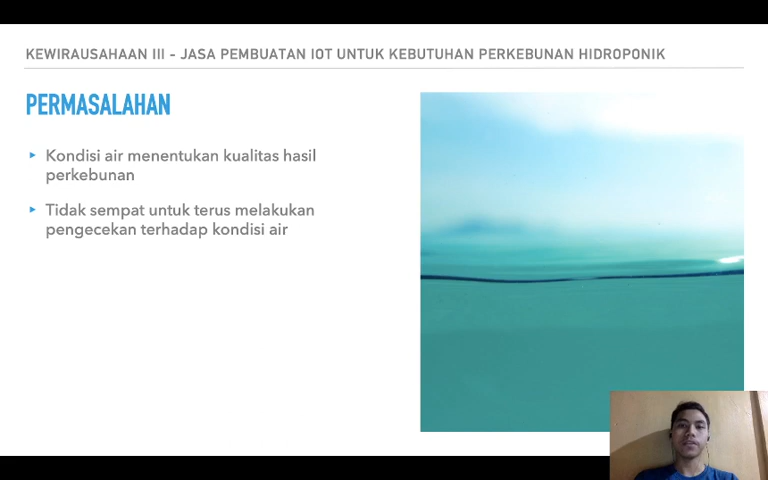 KEWIRAUSAHAAN III - JASA PEMBUATAN IOT UNTUK KEBUTUHAN PERKEBUNAN HIDROPONIK
PERMASALAHAN
▸ Kondisi air menentukan kualitas hasil
perkebunan
▸ Tidak sempat untuk terus melakukan
pengecekan terhadap kondisi air